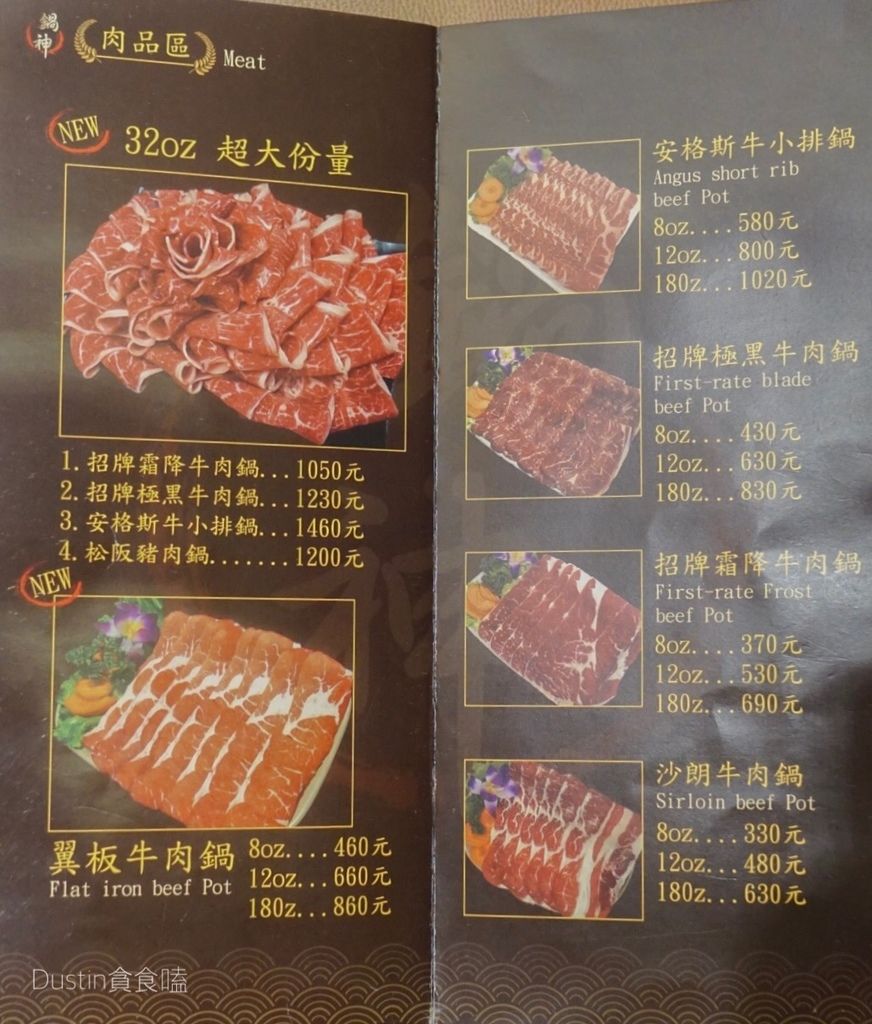 鍋神
肉品區
Meat
NEW
32oz 超大份量
1. 招牌霜降牛肉鍋...1050元
2. 招牌極黑牛肉鍋...1230元
3. 安格斯牛小排鍋...1460元
4. 松阪豬肉鍋.......1200元
NEW
翼板牛肉鍋
Flat iron beef Pot
8oz....460元
12oz...660元
18oz...860元
安格斯牛小排鍋
Angus short rib
beef Pot
8oz....580元
12oz...800元
18oz...1020元
招牌極黑牛肉鍋
First-rate blade
beef Pot
8oz....430元
12oz...630元
18oz...830元
招牌霜降牛肉鍋
First-rate Frost
beef Pot
8oz....370元
12oz...530元
18oz...690元
沙朗牛肉鍋
Sirloin beef Pot
8oz....330元
12oz...480元
18oz...630元
Dustin貪食嗑